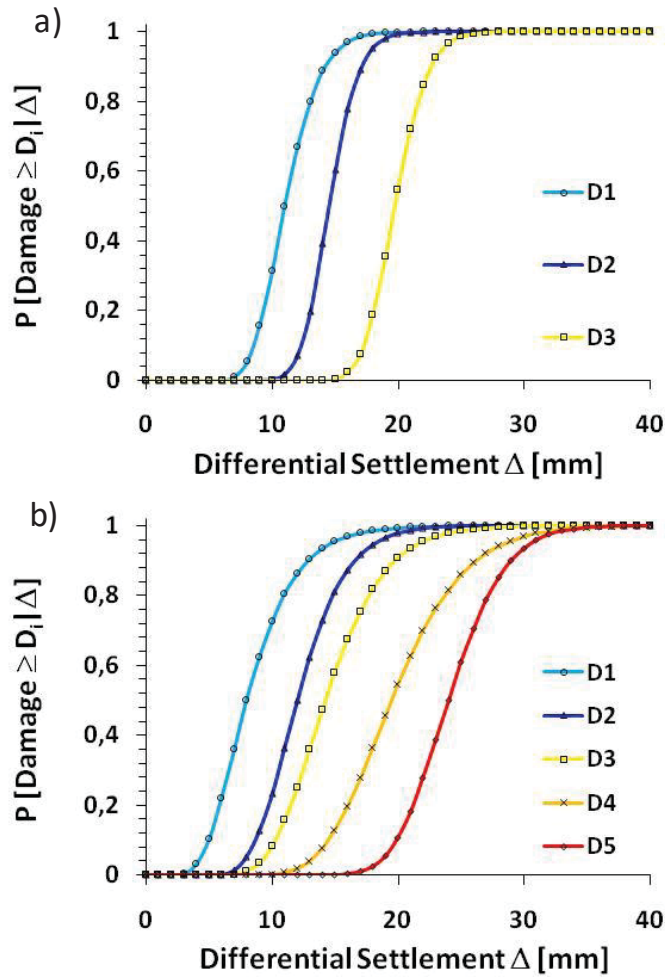 a)
1
0,8
0,6
0,4
0,2
0
P [Damage ≥ Di | Δ]
D1
D2
D3
0 10 20 30 40
Differential Settlement Δ [mm]
b)
1
0,8
0,6
0,4
0,2
0
P [Damage ≥ Di | Δ]
D1
D2
D3
D4
D5
0 10 20 30 40
Differential Settlement Δ [mm]